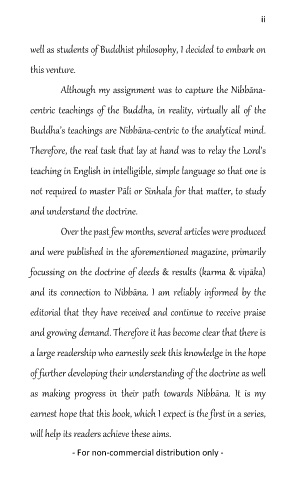 ii
well as students of Buddhist philosophy, I decided to embark on
this venture.
Although my assignment was to capture the Nibbāna-
centric teachings of the Buddha, in reality, virtually all of the
Buddha's teachings are Nibbāna-centric to the analytical mind.
Therefore, the real task that lay at hand was to relay the Lord's
teaching in English in intelligible, simple language so that one is
not required to master Pāli or Sinhala for that matter, to study
and understand the doctrine.
Over the past few months, several articles were produced
and were published in the aforementioned magazine, primarily
focussing on the doctrine of deeds & results (karma & vipāka)
and its connection to Nibbāna. I am reliably informed by the
editorial that they have received and continue to receive praise
and growing demand. Therefore it has become clear that there is
a large readership who earnestly seek this knowledge in the hope
of further developing their understanding of the doctrine as well
as making progress in their path towards Nibbāna. It is my
earnest hope that this book, which I expect is the first in a series,
will help its readers achieve these aims.
- For non-commercial distribution only -